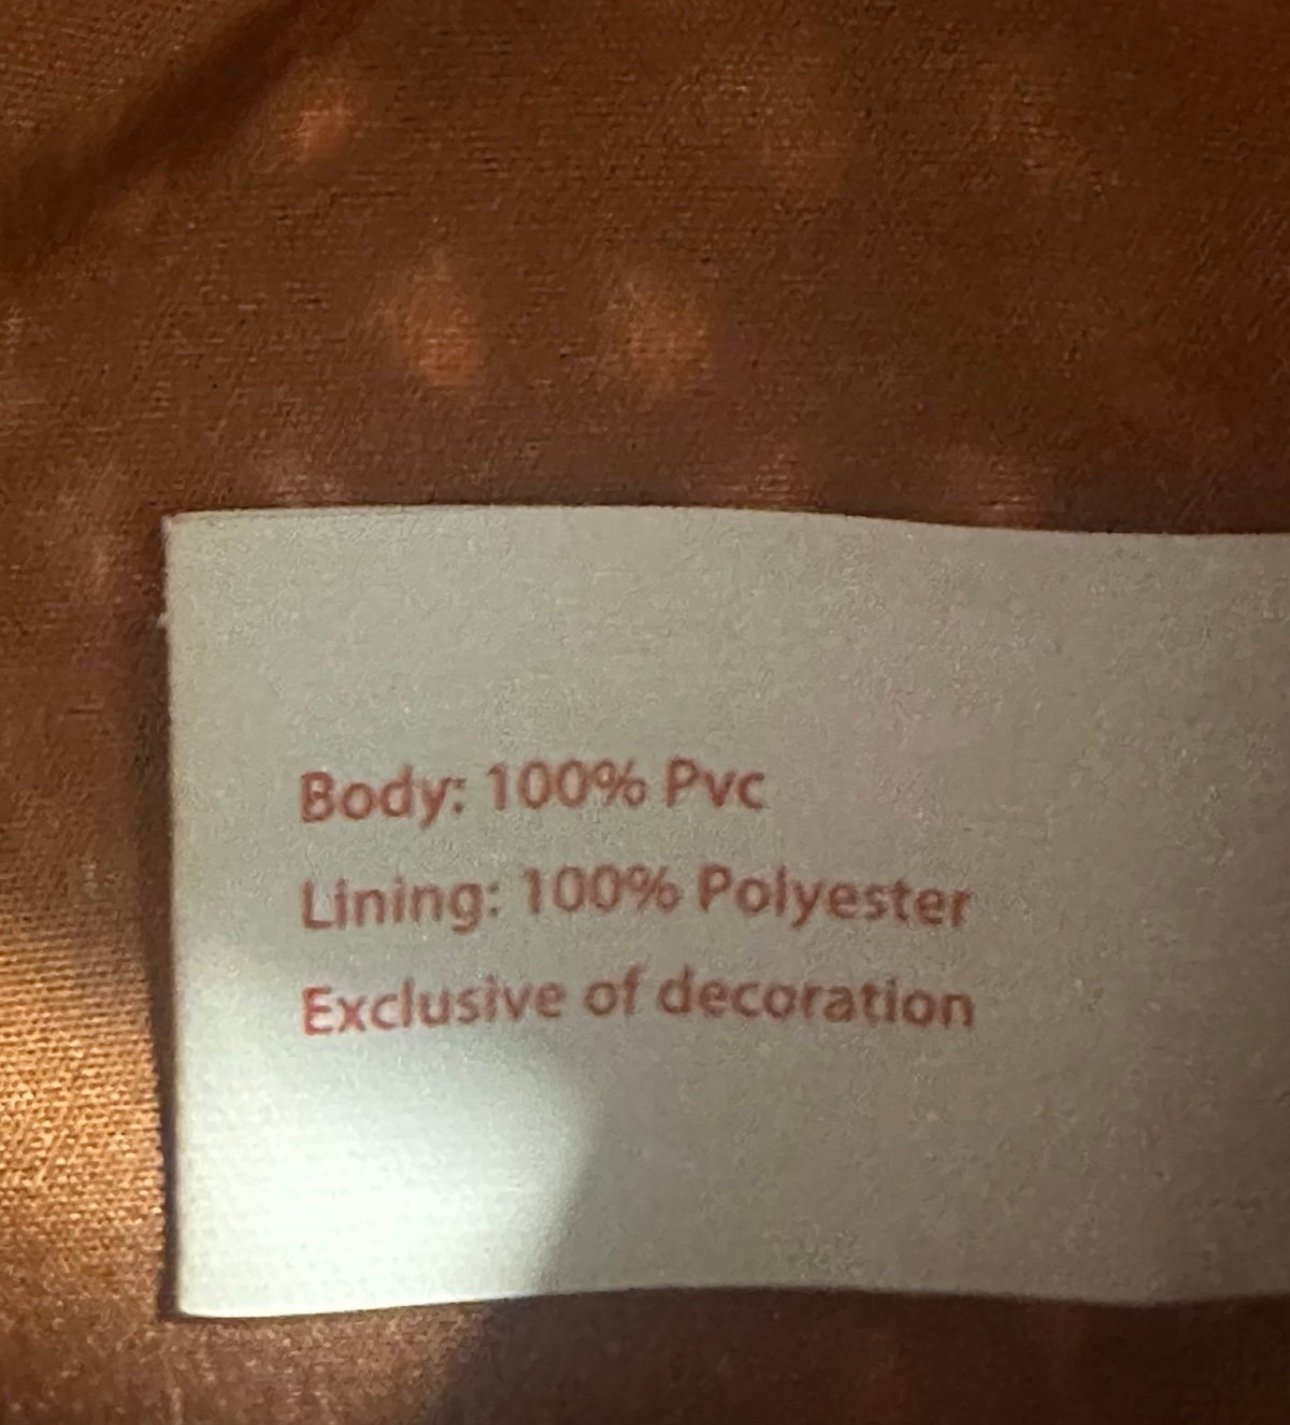 Body: 100% Pvc
Lining: 100% Polyester
Exclusive of decoration